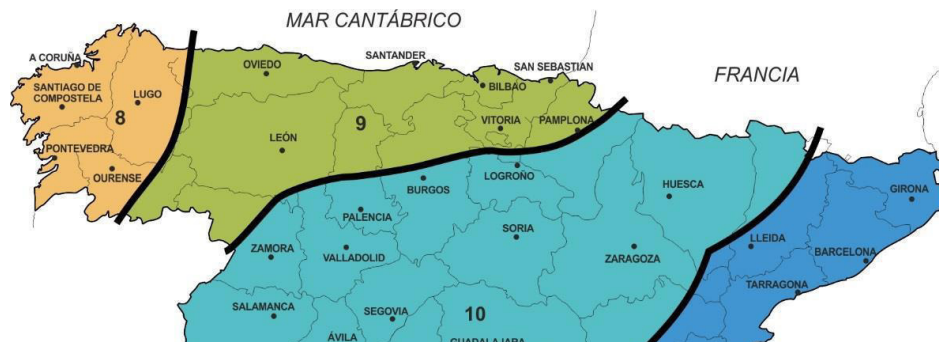 MAR CANTÁBRICO
A CORUÑA
OVIEDO
SANTANDER
SAN SEBASTIAN
FRANCIA
SANTIAGO DE
COMPOSTELA
LUGO
BILBAO
8
9
VITORIA
PAMPLONA
LEÓN
PONTEVEDRA
OURENSE
LOGROÑO
BURGOS
HUESCA
GIRONA
PALENCIA
SORIA
ZAMORA
VALLADOLID
ZARAGOZA
LLEIDA
BARCELONA
TARRAGONA
SALAMANCA
SEGOVIA
10
ÁVILA
GUADALAJARA